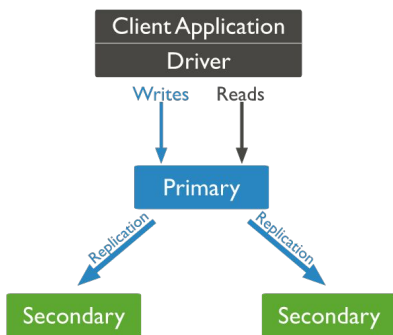 Client Application
Driver
Writes Reads
Primary
Replication Replication
Secondary Secondary